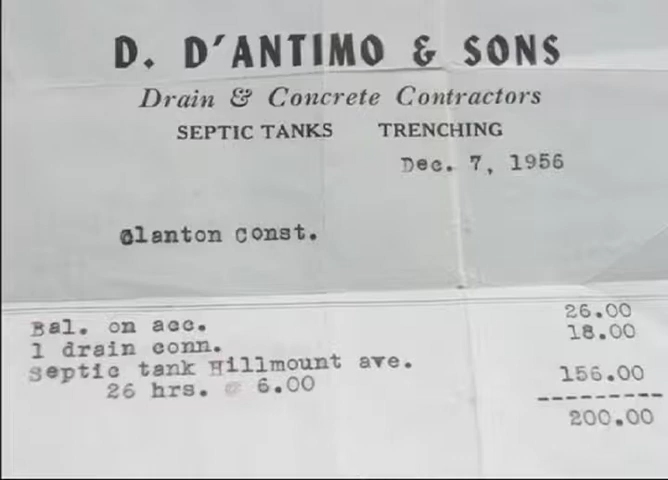 D. D'ANTIMO & SONS
Drain & Concrete Contractors
SEPTIC TANKS TRENCHING
Dec. 7, 1956
Clanton Const.
Bal. on acc. 26.00
1 drain conn. 18.00
Septic tank Hillmount ave.
26 hrs. @ 6.00 156.00
---------
200.00